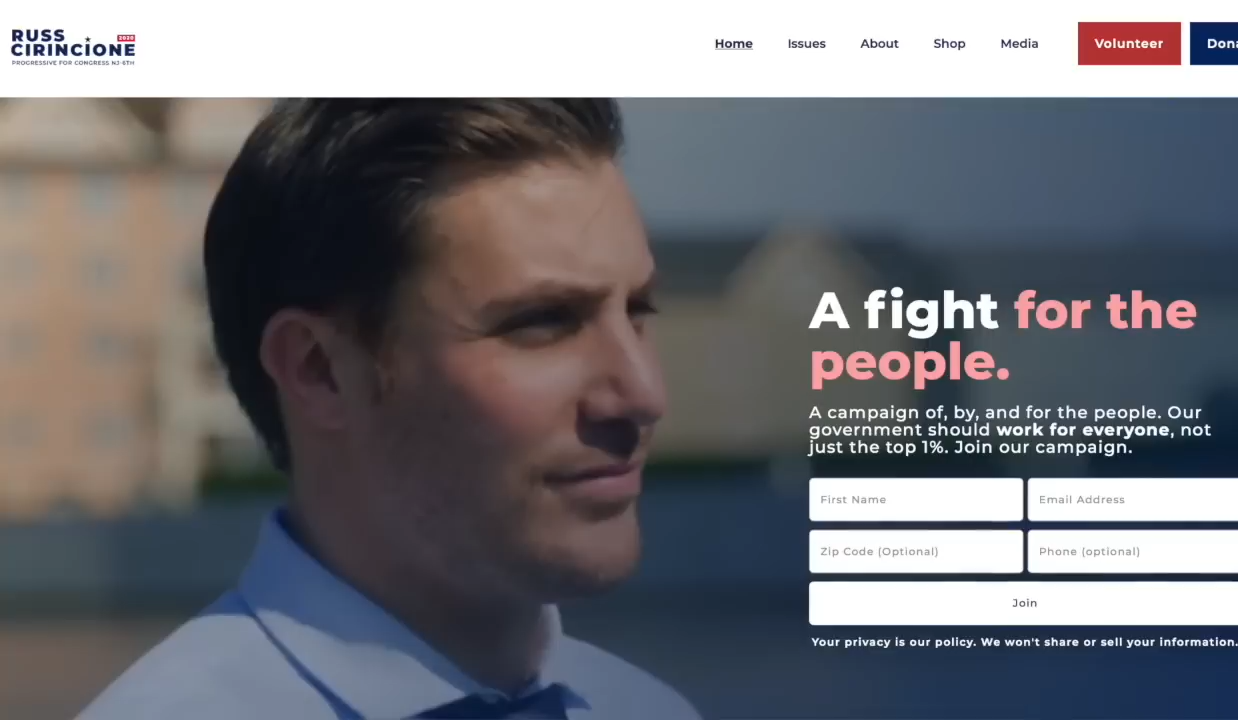 RUSS
CIRINCIONE
2020
PROGRESSIVE FOR CONGRESS NJ-6TH
Home Issues About Shop Media Volunteer Dona
A fight for the
people.
A campaign of, by, and for the people. Our
government should work for everyone, not
just the top 1%. Join our campaign.
First Name Email Address
Zip Code (Optional) Phone (optional)
Join
Your privacy is our policy. We won't share or sell your information.